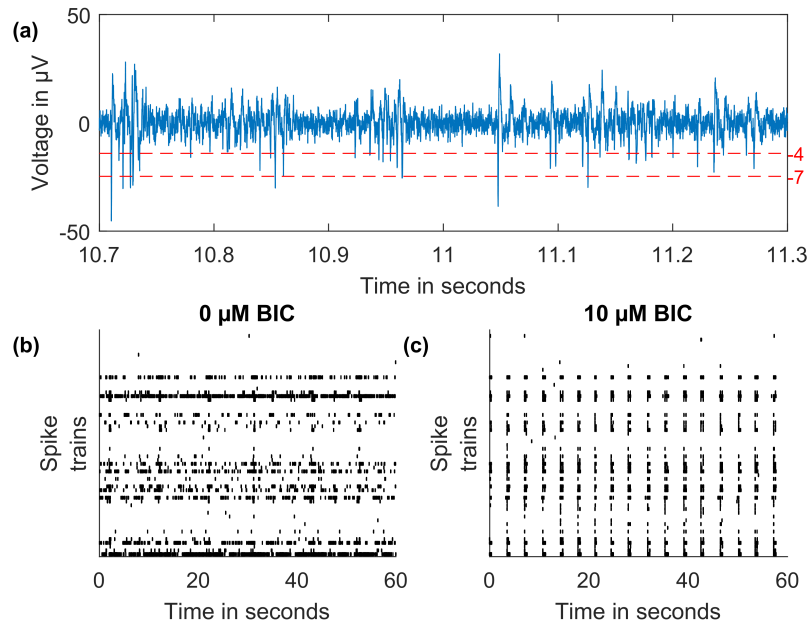 (a)
Voltage in µV
50
0
-50
-4
-7
10.7 10.8 10.9 11 11.1 11.2 11.3
Time in seconds
0 µM BIC
10 µM BIC
(b)
(c)
Spike
trains
Spike
trains
0 20 40 60
0 20 40 60
Time in seconds
Time in seconds